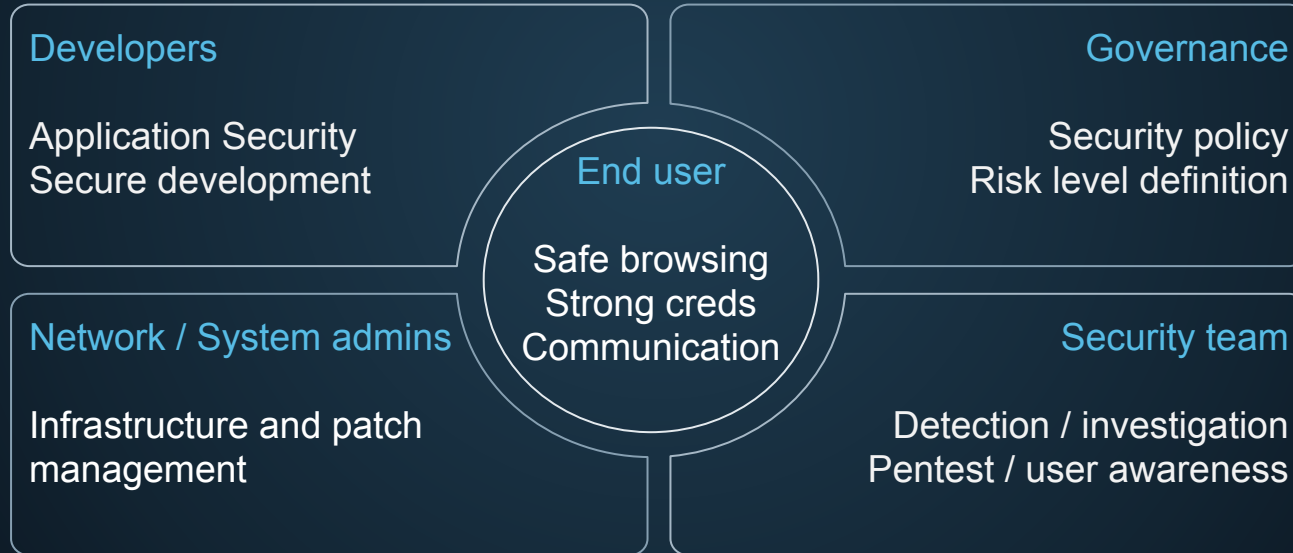 Developers
Application Security
Secure development
Governance
Security policy
Risk level definition
End user
Safe browsing
Strong creds
Communication
Network / System admins
Infrastructure and patch
management
Security team
Detection / investigation
Pentest / user awareness